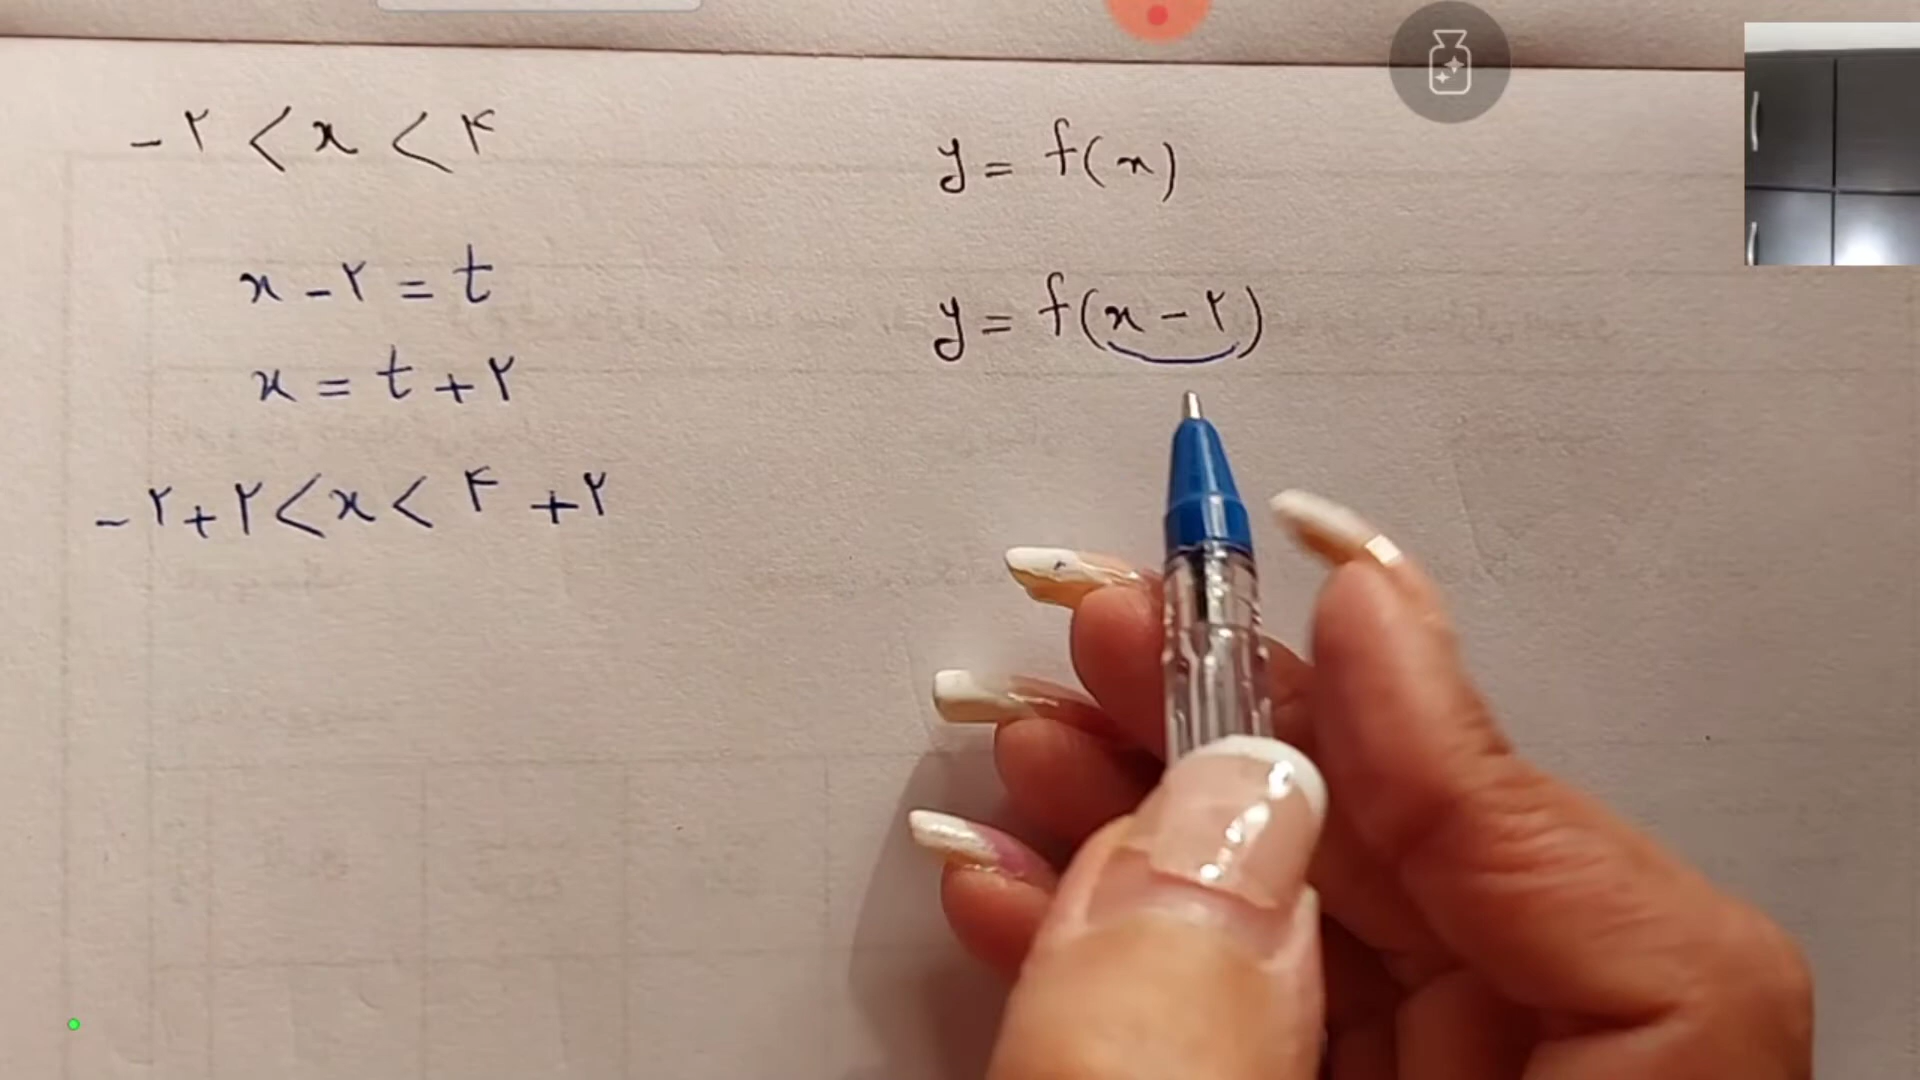 -۲ < x < ۴
x - ۲ = t
x = t + ۲
-۲ + ۲ < x < ۴ + ۲
y = f(x)
y = f(x - ۲)